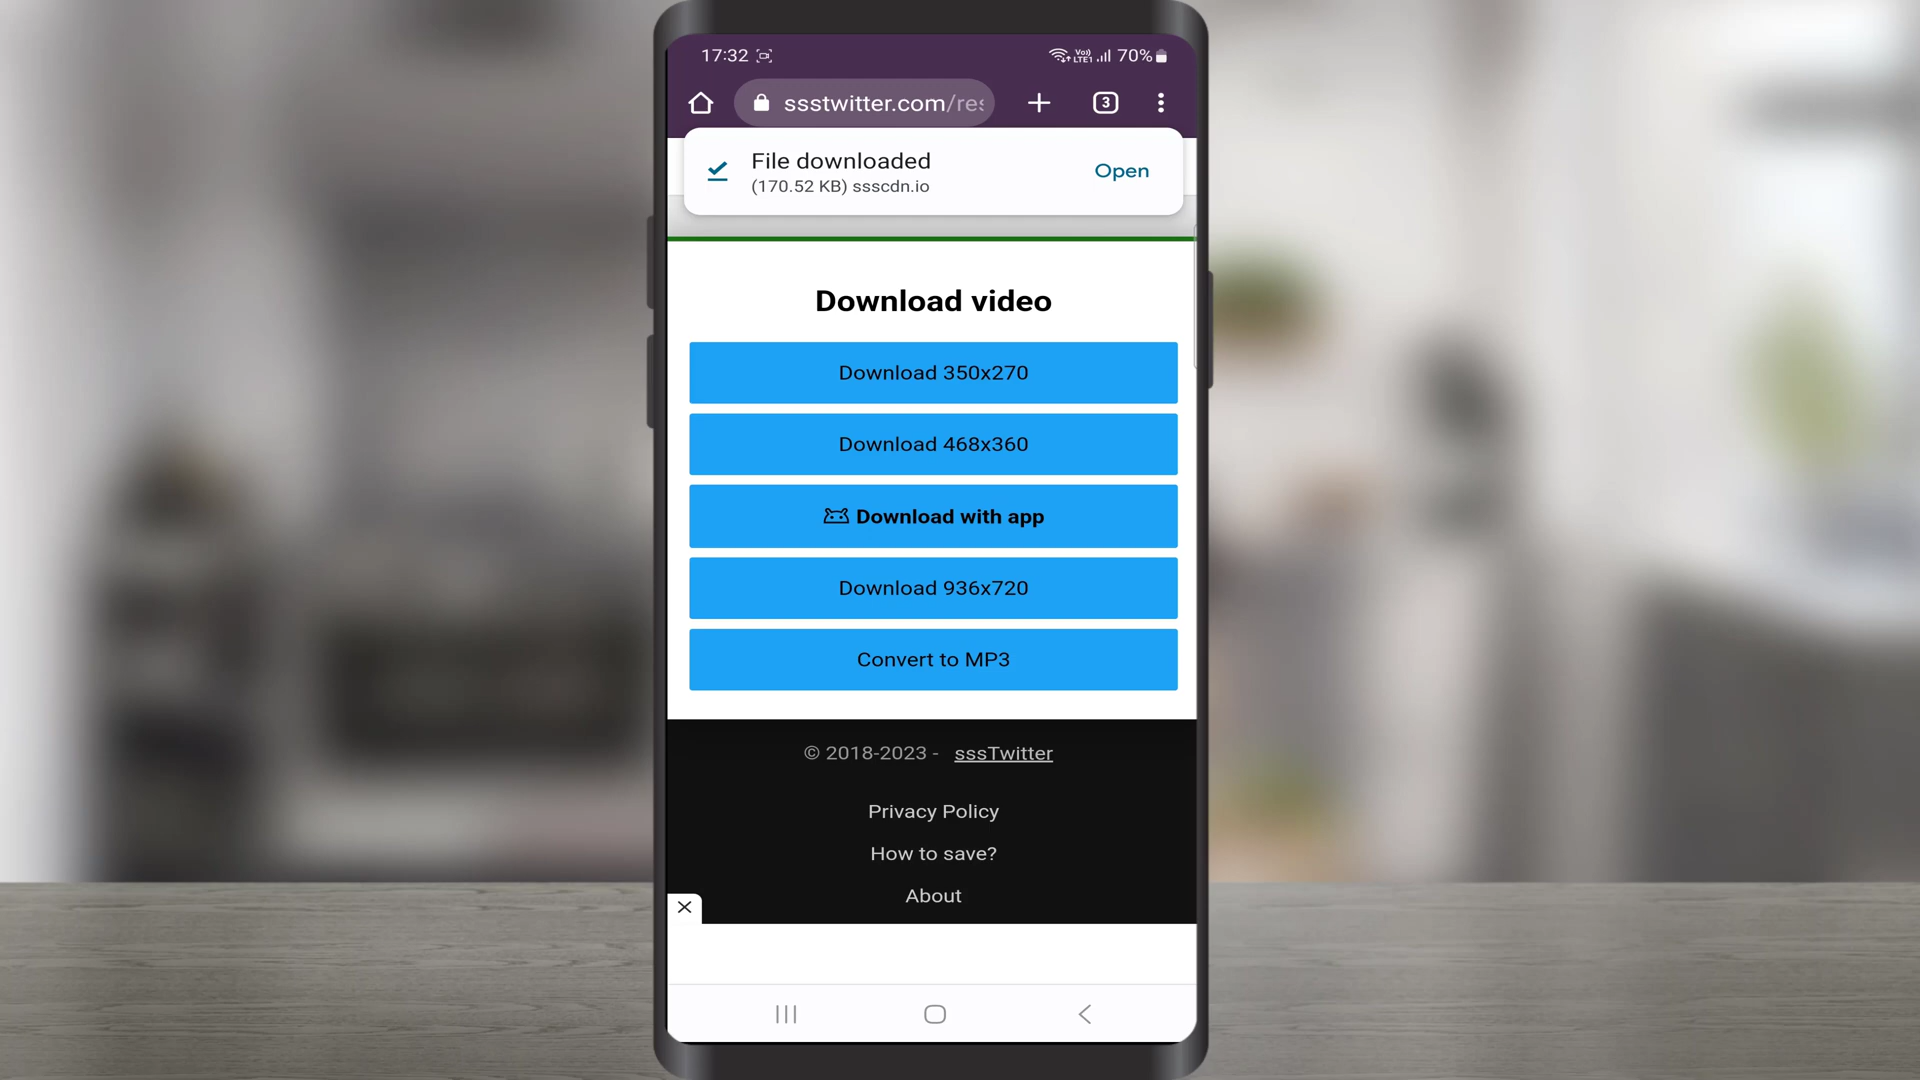 17:32 Vo)) LTE1 70%
ssstwitter.com/res 3
File downloaded
(170.52 KB) ssscdn.io
Open
Download video
Download 350x270
Download 468x360
Download with app
Download 936x720
Convert to MP3
© 2018-2023 - sssTwitter
Privacy Policy
How to save?
About